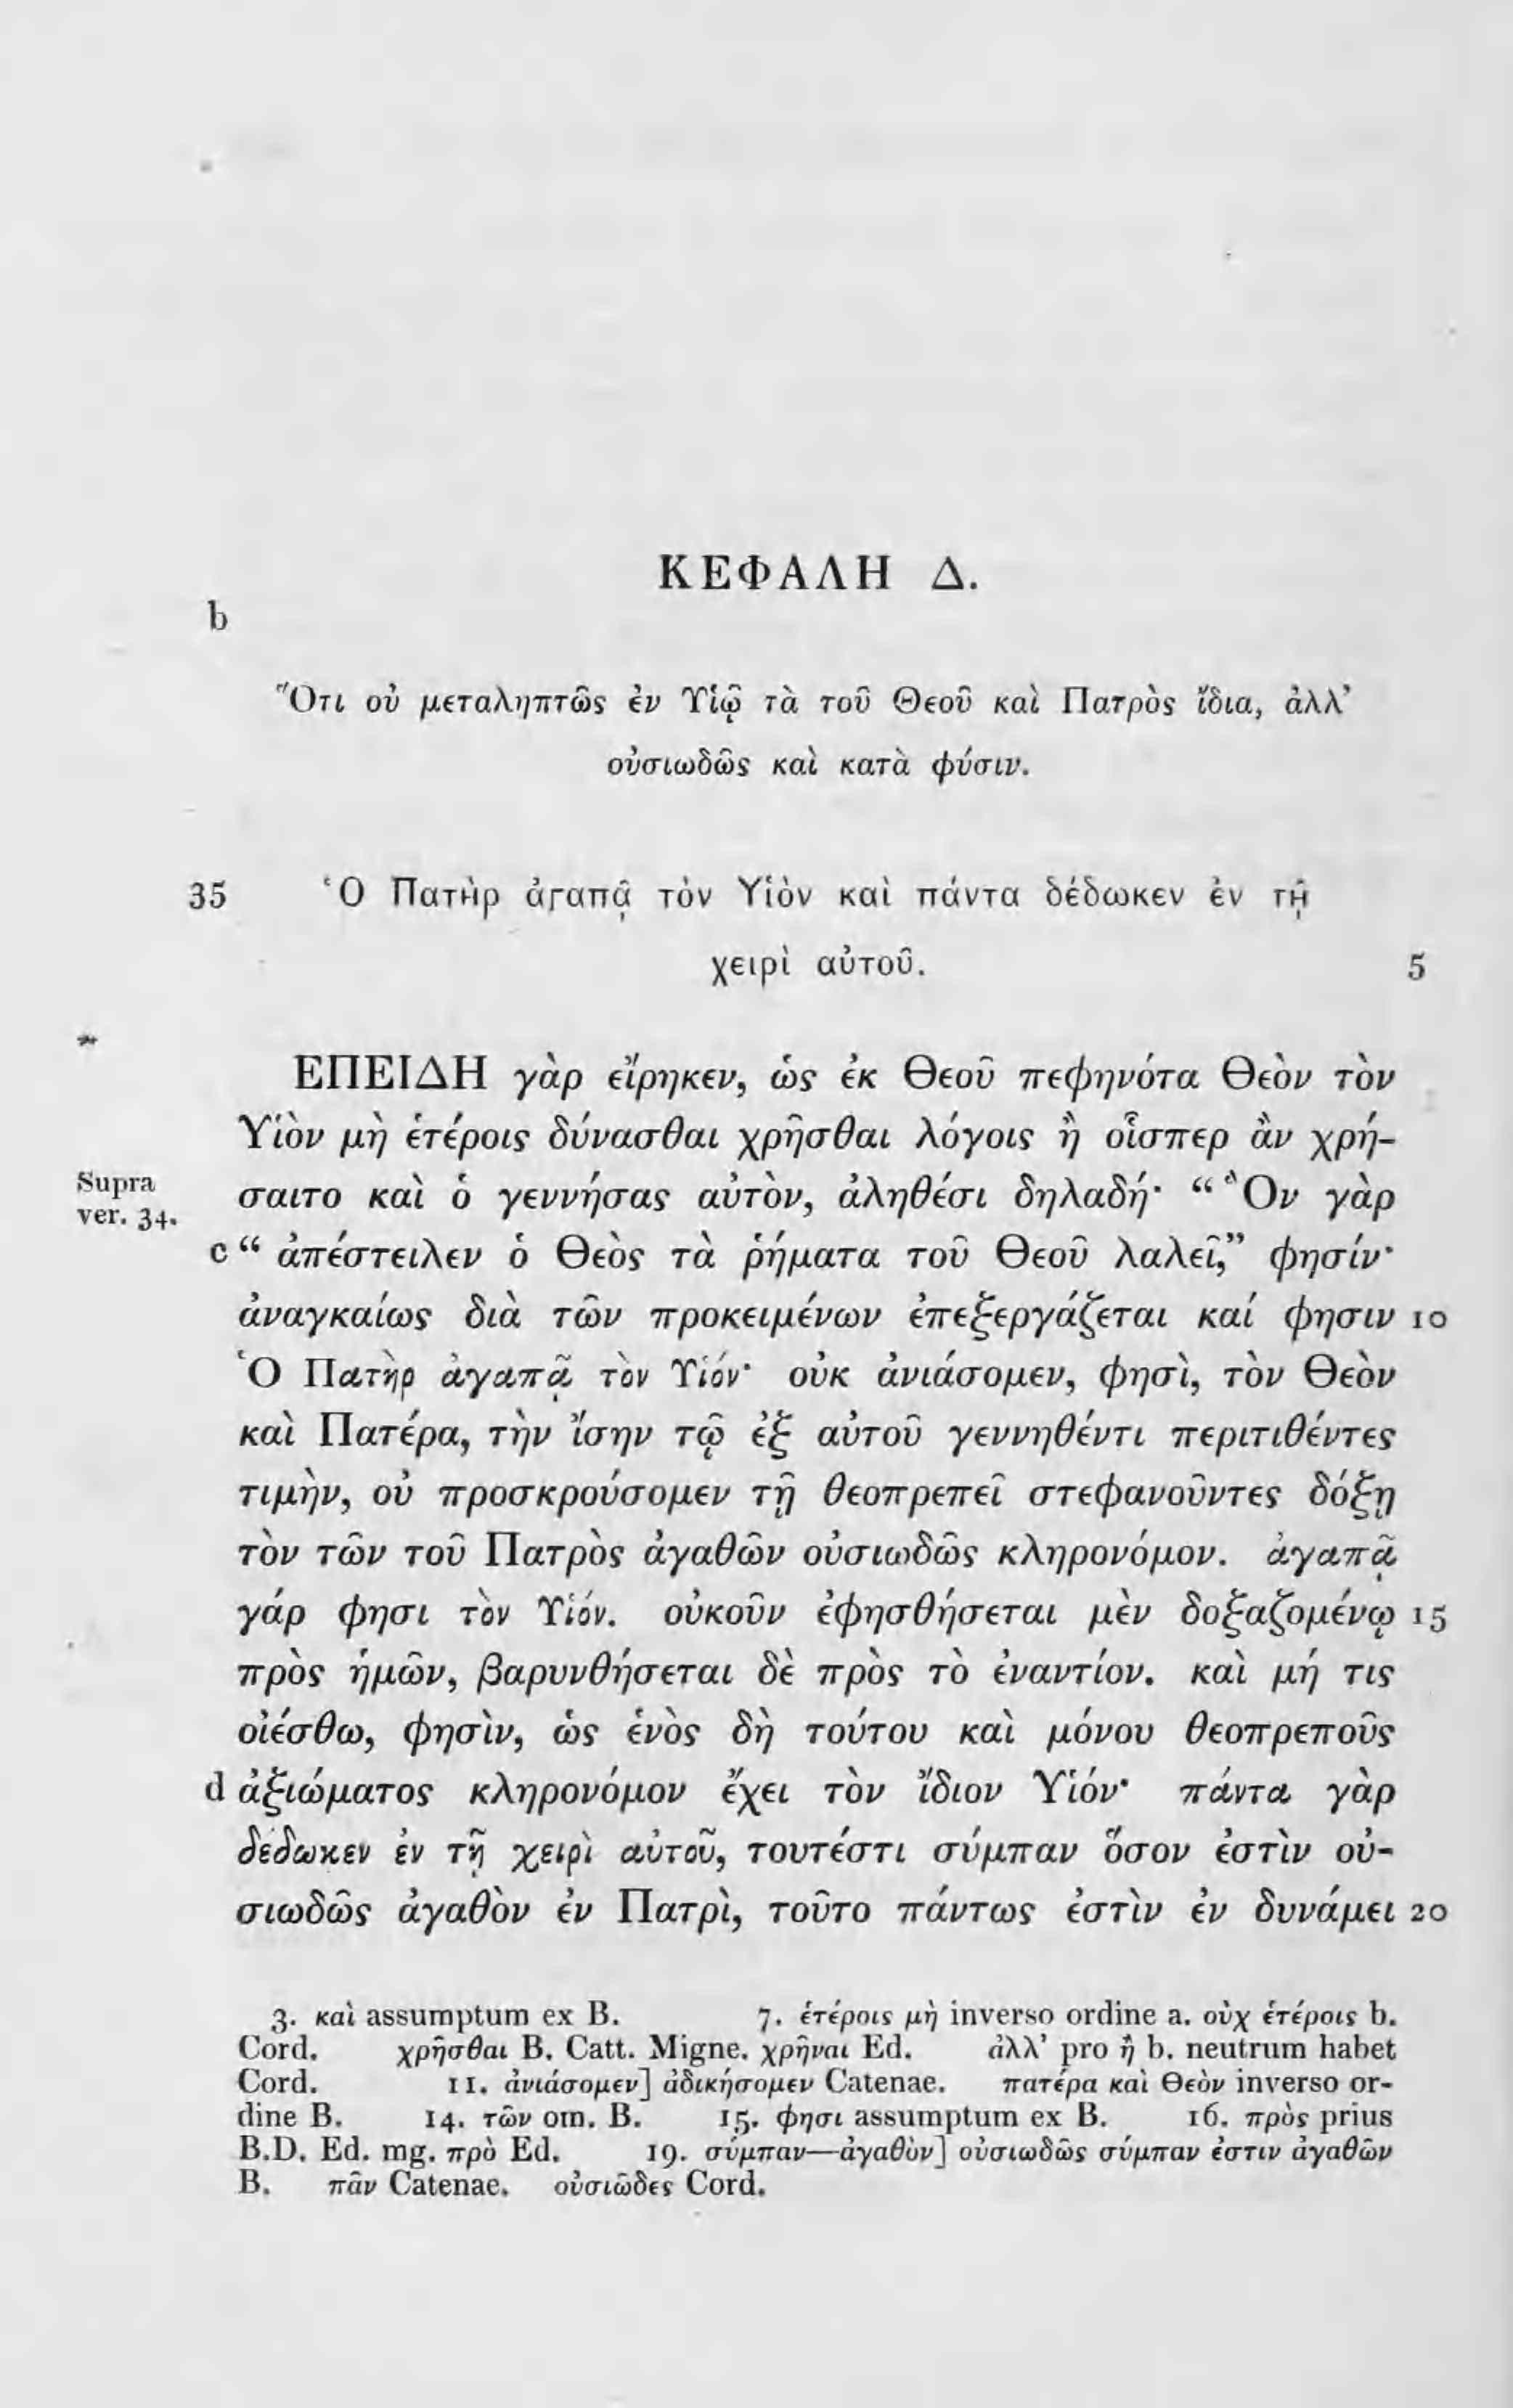 ΚΕΦΑΛΗ Δ.
b
Ὅτι οὐ μεταληπτῶς ἐν Υἱῷ τὰ τοῦ Θεοῦ καὶ Πατρὸς ἴδια, ἀλλ’
οὐσιωδῶς καὶ κατὰ φύσιν.
35 Ὁ Πατὴρ ἀγαπᾷ τὸν Υἱὸν καὶ πάντα δέδωκεν ἐν τῇ
χειρὶ αὐτοῦ. 5
ΕΠΕΙΔΗ γὰρ εἴρηκεν, ὡς ἐκ Θεοῦ πεφηνότα Θεὸν τὸν
Υἱὸν μὴ ἑτέροις δύνασθαι χρῆσθαι λόγοις ἢ οἷσπερ ἂν χρή-
Supra
ver. 34.
σαιτο καὶ ὁ γεννήσας αὐτὸν, ἀληθέσι δηλαδή· “Ὃν γὰρ
c “ ἀπέστειλεν ὁ Θεὸς τὰ ῥήματα τοῦ Θεοῦ λαλεῖ,” φησίν·
ἀναγκαίως διὰ τῶν προκειμένων ἐπεξεργάζεται καί φησιν 10
Ὁ Πατὴρ ἀγαπᾷ τὸν Υἱόν· οὐκ ἀνιάσομεν, φησὶ, τὸν Θεὸν
καὶ Πατέρα, τὴν ἴσην τῷ ἐξ αὐτοῦ γεννηθέντι περιτιθέντες
τιμὴν, οὐ προσκρούσομεν τῇ θεοπρεπεῖ στεφανοῦντες δόξῃ
τὸν τῶν τοῦ Πατρὸς ἀγαθῶν οὐσιωδῶς κληρονόμον. ἀγαπᾷ
γάρ φησι τὸν Υἱόν. οὐκοῦν ἐφησθήσεται μὲν δοξαζομένῳ 15
πρὸς ἡμῶν, βαρυνθήσεται δὲ πρὸς τὸ ἐναντίον. καὶ μή τις
οἰέσθω, φησὶν, ὡς ἑνὸς δὴ τούτου καὶ μόνου θεοπρεποῦς
d ἀξιώματος κληρονόμον ἔχει τὸν ἴδιον Υἱόν· πάντα γὰρ
δέδωκεν ἐν τῇ χειρὶ αὐτοῦ, τουτέστι σύμπαν ὅσον ἐστὶν οὐ-
σιωδῶς ἀγαθὸν ἐν Πατρὶ, τοῦτο πάντως ἐστὶν ἐν δυνάμει 20
3. καὶ assumptum ex B. 7. ἑτέροις μὴ inverso ordine a. οὐχ ἑτέροις b.
Cord. χρῆσθαι B. Catt. Migne. χρῆναι Ed. ἀλλ’ pro ἢ b. neutrum habet
Cord. 11. ἀνιάσομεν] ἀδικήσομεν Catenae. πατέρα καὶ Θεὸν inverso or-
dine B. 14. τῶν om. B. 15. φησι assumptum ex B. 16. πρὸς prius
B.D. Ed. mg. πρὸ Ed. 19. σύμπαν—ἀγαθὸν] οὐσιωδῶς σύμπαν ἐστιν ἀγαθῶν
B. πᾶν Catenae. οὐσιῶδες Cord.